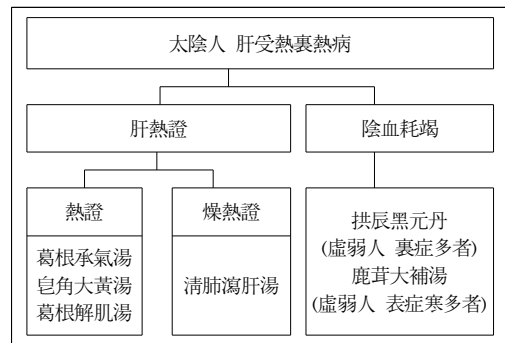 太陰人 肝受熱裏熱病
肝熱證
陰血耗竭
熱證
葛根承氣湯
皂角大黃湯
葛根解肌湯
燥熱證
淸肺瀉肝湯
拱辰黑元丹
(虛弱人 裏症多者)
鹿茸大補湯
(虛弱人 表症寒多者)